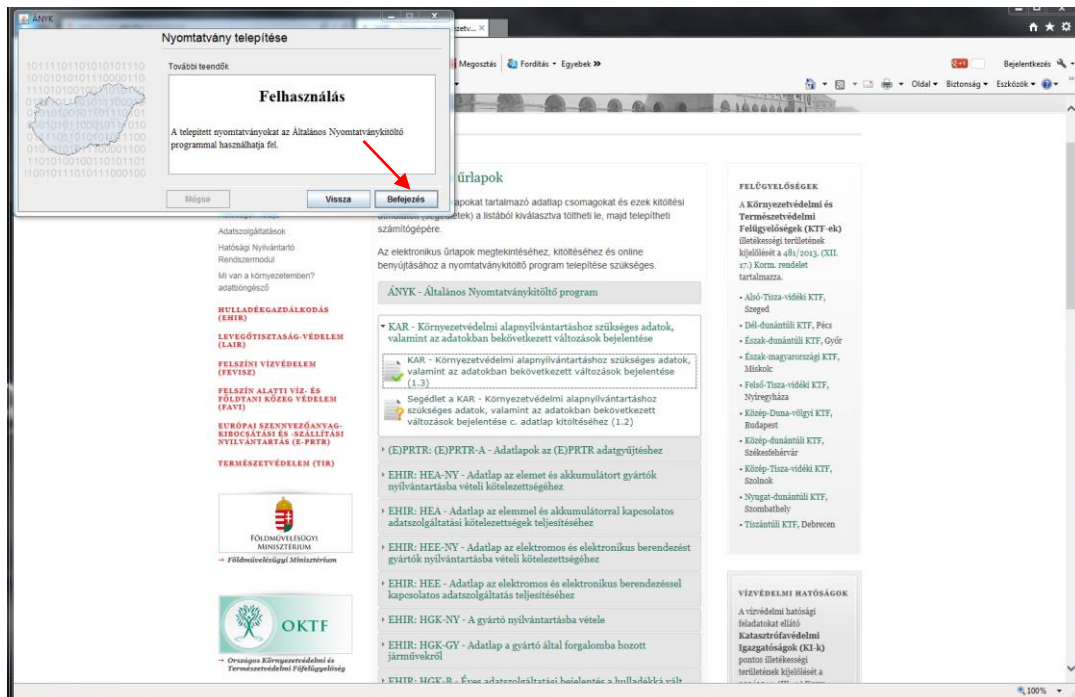 ÁNYK
Nyomtatvány telepítése
További teendők
Felhasználás
A telepített nyomtatványokat az Általános Nyomtatványkitöltő
programmal használhatja fel.
Mégse
Vissza
Befejezés
Megosztás
Fordítás
Egyebek
Bejelentkezés
Oldal
Biztonság
Eszközök
Adatszolgáltatások
Hatósági Nyilvántartó
Rendszermodul
Mi van a környezetemben?
adatböngésző
HULLADÉKGAZDÁLKODÁS
(EHIR)
LEVEGŐTISZTASÁG-VÉDELEM
(LAIR)
FELSZÍNI VÍZVÉDELEM
(FEVISZ)
FELSZÍN ALATTI VÍZ- ÉS
FÖLDTANI KÖZEG VÉDELEM
(FAVI)
EURÓPAI SZENNYEZŐANYAG-
KIBOCSÁTÁSI ÉS -SZÁLLÍTÁSI
NYILVÁNTARTÁS (E-PRTR)
TERMÉSZETVÉDELEM (TIR)
FÖLDMŰVELÉSÜGYI
MINISZTÉRIUM
Földművelésügyi Minisztérium
OKTF
Országos Környezetvédelmi és
Természetvédelmi Főfelügyelőség
űrlapok
apokat tartalmazó adatlap csomagokat és ezek kitöltési
a listából kiválasztva töltheti le, majd telepítheti
számítógépére.
Az elektronikus űrlapok megtekintéséhez, kitöltéséhez és online
benyújtásához a nyomtatványkitöltő program telepítése szükséges.
ÁNYK - Általános Nyomtatványkitöltő program
KAR - Környezetvédelmi alapnyilvántartáshoz szükséges adatok,
valamint az adatokban bekövetkezett változások bejelentése
KAR - Környezetvédelmi alapnyilvántartáshoz szükséges adatok,
valamint az adatokban bekövetkezett változások bejelentése
(1.3)
Segédlet a KAR - Környezetvédelmi alapnyilvántartáshoz
szükséges adatok, valamint az adatokban bekövetkezett
változások bejelentése c. adatlap kitöltéséhez (1.2)
(E)PRTR: (E)PRTR-A - Adatlapok az (E)PRTR adatgyűjtéshez
EHIR: HEA-NY - Adatlap az elemet és akkumulátort gyártók
nyilvántartásba vételi kötelezettségéhez
EHIR: HEA - Adatlap az elemmel és akkumulátorral kapcsolatos
adatszolgáltatási kötelezettségek teljesítéséhez
EHIR: HEE-NY - Adatlap az elektromos és elektronikus berendezést
gyártók nyilvántartásba vételi kötelezettségéhez
EHIR: HEE - Adatlap az elektromos és elektronikus berendezéssel
kapcsolatos adatszolgáltatás teljesítéséhez
EHIR: HGK-NY - A gyártó nyilvántartásba vétele
EHIR: HGK-GY - Adatlap a gyártó által forgalomba hozott
járművekről
EHIR: HGK-R - Éves adatszolgáltatási bejelentés a hulladékká vált
FELÜGYELŐSÉGEK
A Környezetvédelmi és
Természetvédelmi
Felügyelőségek (KTF-ek)
illetékességi területének
kijelölését a 481/2013. (XII.
17.) Korm. rendelet
tartalmazza.
Alsó-Tisza-vidéki KTF,
Szeged
Dél-dunántúli KTF, Pécs
Észak-dunántúli KTF, Győr
Észak-magyarországi KTF,
Miskolc
Felső-Tisza-vidéki KTF,
Nyíregyháza
Közép-Duna-völgyi KTF,
Budapest
Közép-dunántúli KTF,
Székesfehérvár
Közép-Tisza-vidéki KTF,
Szolnok
Nyugat-dunántúli KTF,
Szombathely
Tiszántúli KTF, Debrecen
VÍZVÉDELMI HATÓSÁGOK
A vízvédelmi hatósági
feladatokat ellátó
Katasztrófavédelmi
Igazgatóságok (KI-k)
pontos illetékességi
területének kijelölését a
100%